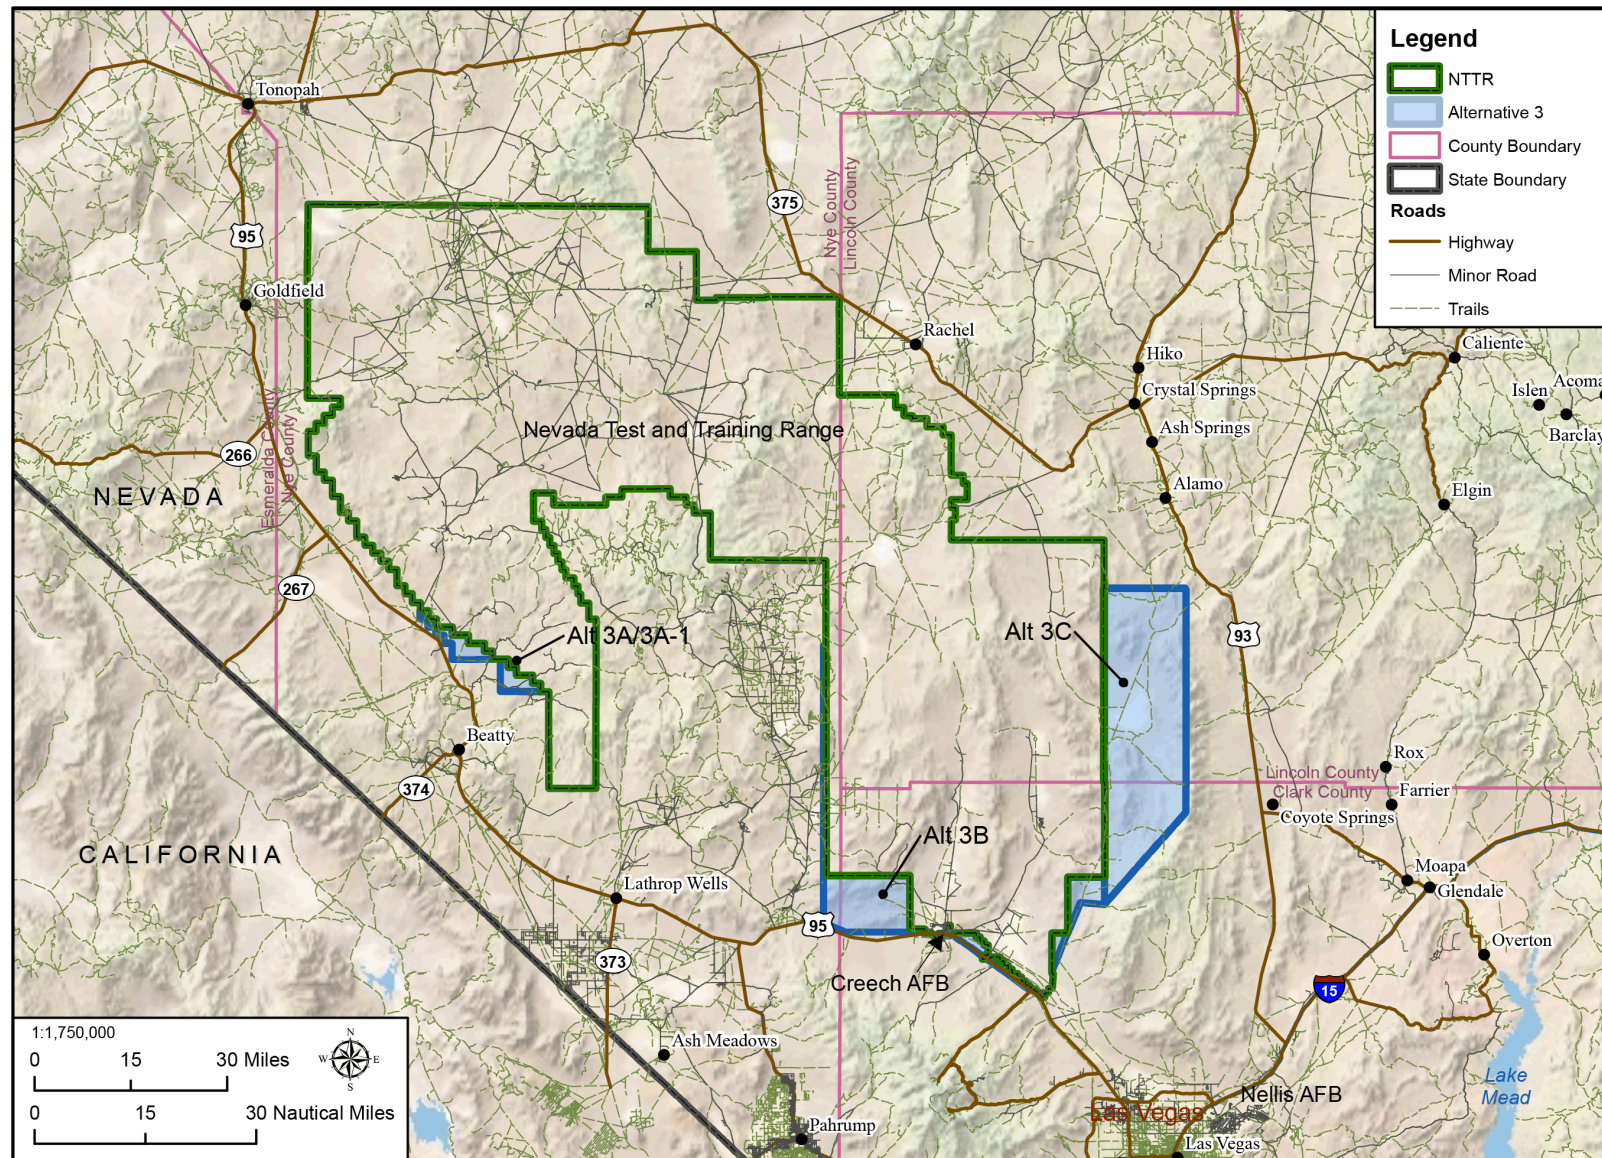 Legend
NTTR
Alternative 3
County Boundary
State Boundary
Roads
Highway
Minor Road
Trails
Tonopah
375
Nye County
Lincoln County
95
Goldfield
Rachel
Hiko
Caliente
Crystal Springs
Islen
Acoma
Barclay
Ash Springs
Nevada Test and Training Range
266
Esmeralda County
Nye County
NEVADA
Alamo
Elgin
267
Alt 3A/3A-1
Alt 3C
93
Beatty
374
Rox
Lincoln County
Clark County
Farrier
Coyote Springs
CALIFORNIA
Alt 3B
Moapa
Glendale
Lathrop Wells
95
Overton
373
Creech AFB
15
Ash Meadows
Nellis AFB
Lake
Mead
Las Vegas
Las Vegas
Pahrump
1:1,750,000
0 15 30 Miles
0 15 30 Nautical Miles
N
W E
S